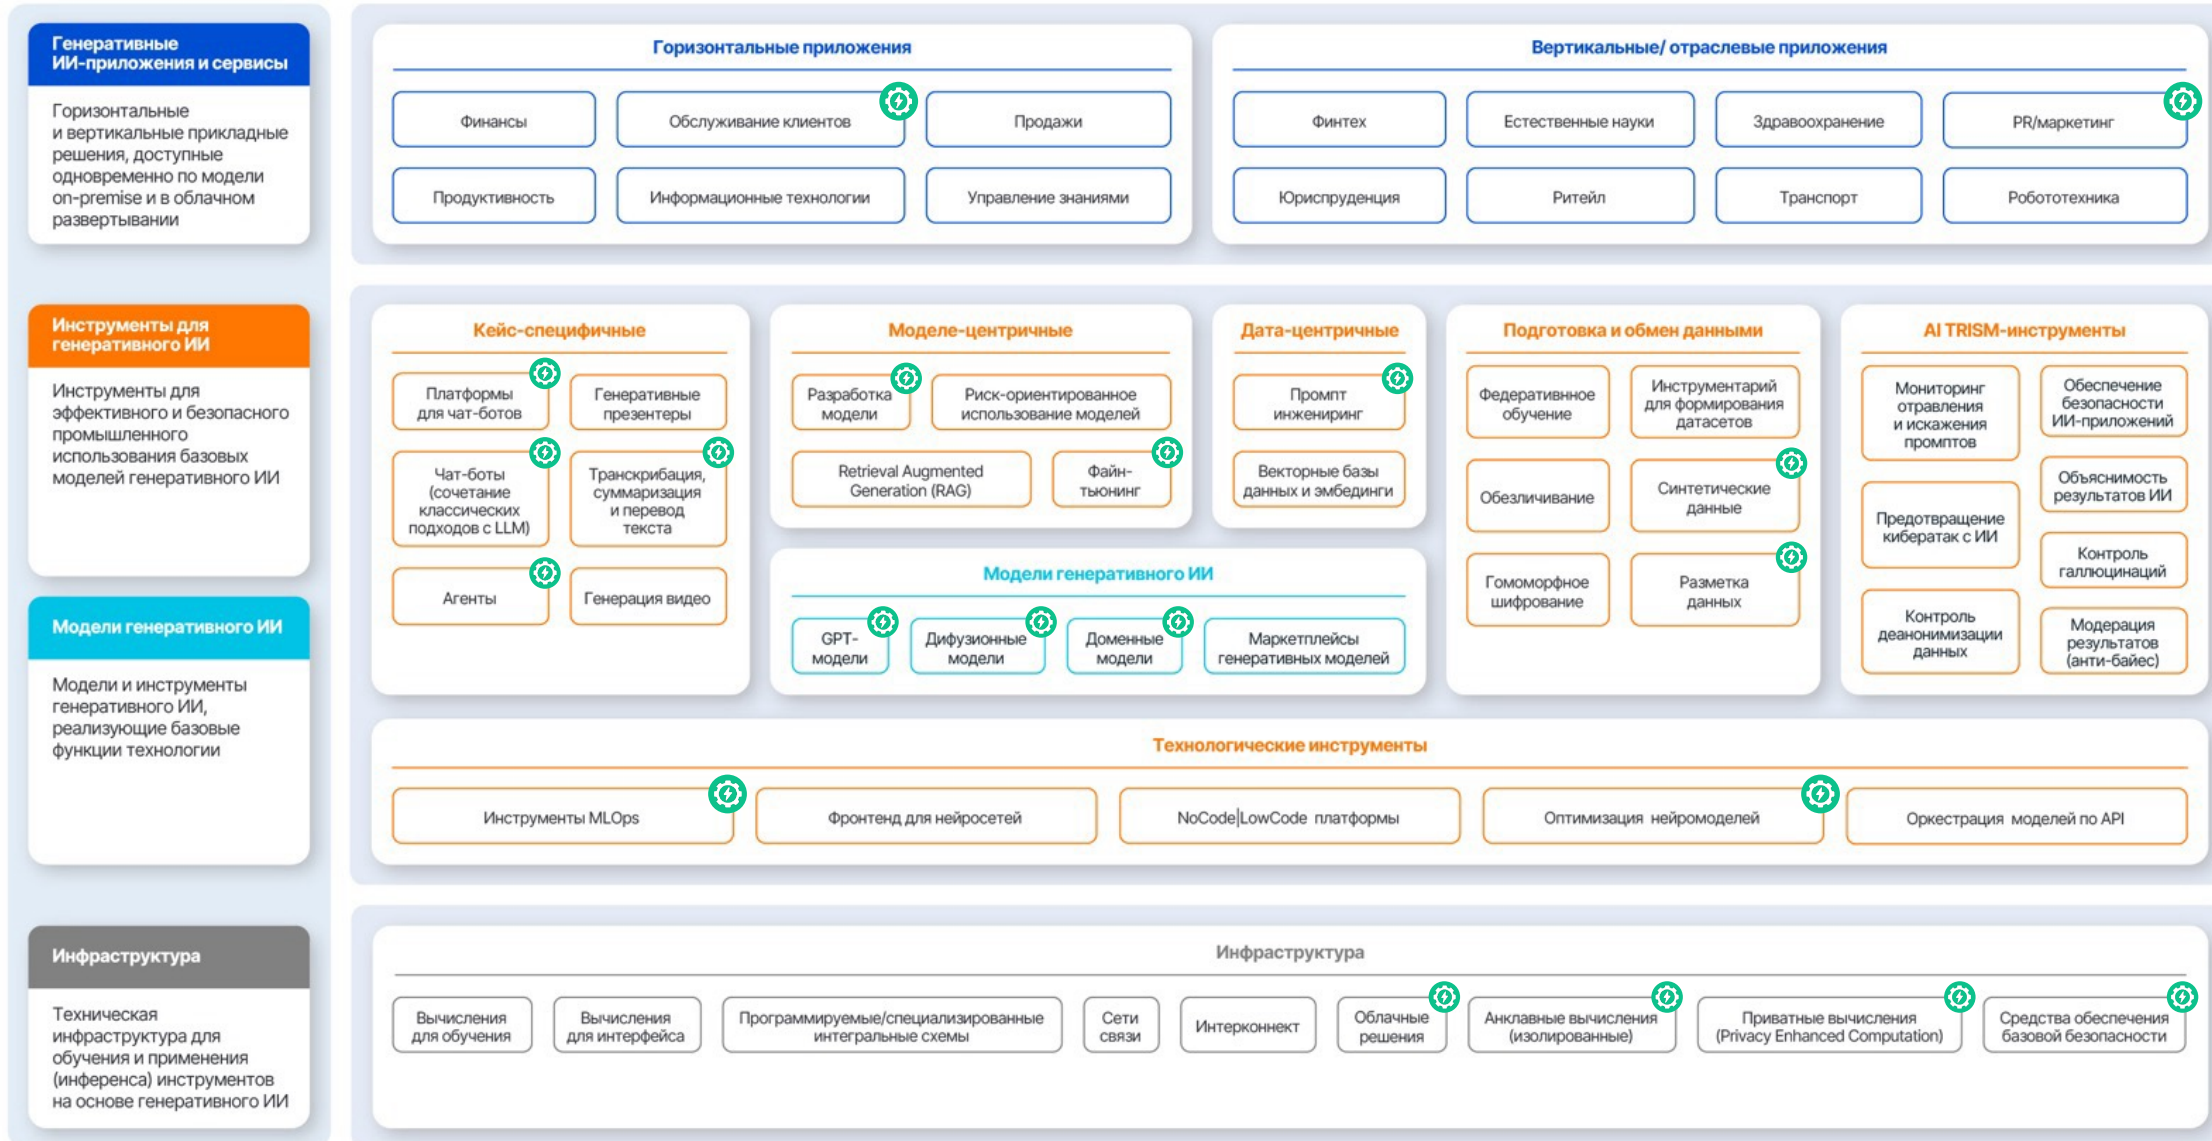 Генеративные
ИИ-приложения и сервисы
Горизонтальные
и вертикальные прикладные
решения, доступные
одновременно по модели
on-premise и в облачном
развертывании
Горизонтальные приложения
Финансы
Обслуживание клиентов
Продажи
Продуктивность
Информационные технологии
Управление знаниями
Вертикальные/ отраслевые приложения
Финтех
Естественные науки
Здравоохранение
PR/маркетинг
Юриспруденция
Ритейл
Транспорт
Робототехника
Инструменты для
генеративного ИИ
Инструменты для
эффективного и безопасного
промышленного
использования базовых
моделей генеративного ИИ
Кейс-специфичные
Платформы
для чат-ботов
Генеративные
презентеры
Чат-боты
(сочетание
классических
подходов с LLM)
Транскрибация,
суммаризация
и перевод
текста
Агенты
Генерация видео
Моделе-центричные
Разработка
модели
Риск-ориентированное
использование моделей
Retrieval Augmented
Generation (RAG)
Файн-
тьюнинг
Дата-центричные
Промпт
инжениринг
Векторные базы
данных и эмбединги
Подготовка и обмен данными
Федеративнное
обучение
Инструментарий
для формирования
датасетов
Обезличивание
Синтетические
данные
Гомоморфное
шифрование
Разметка
данных
AI TRISM-инструменты
Мониторинг
отравления
и искажения
промптов
Обеспечение
безопасности
ИИ-приложений
Предотвращение
кибератак с ИИ
Объяснимость
результатов ИИ
Контроль
галлюцинаций
Контроль
деанонимизации
данных
Модерация
результатов
(анти-байес)
Модели генеративного ИИ
Модели и инструменты
генеративного ИИ,
реализующие базовые
функции технологии
Модели генеративного ИИ
GPT-
модели
Дифузионные
модели
Доменные
модели
Маркетплейсы
генеративных моделей
Технологические инструменты
Инструменты MLOps
Фронтенд для нейросетей
NoCode|LowCode платформы
Оптимизация нейромоделей
Оркестрация моделей по API
Инфраструктура
Техническая
инфраструктура для
обучения и применения
(инференса) инструментов
на основе генеративного ИИ
Инфраструктура
Вычисления
для обучения
Вычисления
для интерфейса
Программируемые/специализированные
интегральные схемы
Сети
связи
Интерконнект
Облачные
решения
Анклавные вычисления
(изолированные)
Приватные вычисления
(Privacy Enhanced Computation)
Средства обеспечения
базовой безопасности